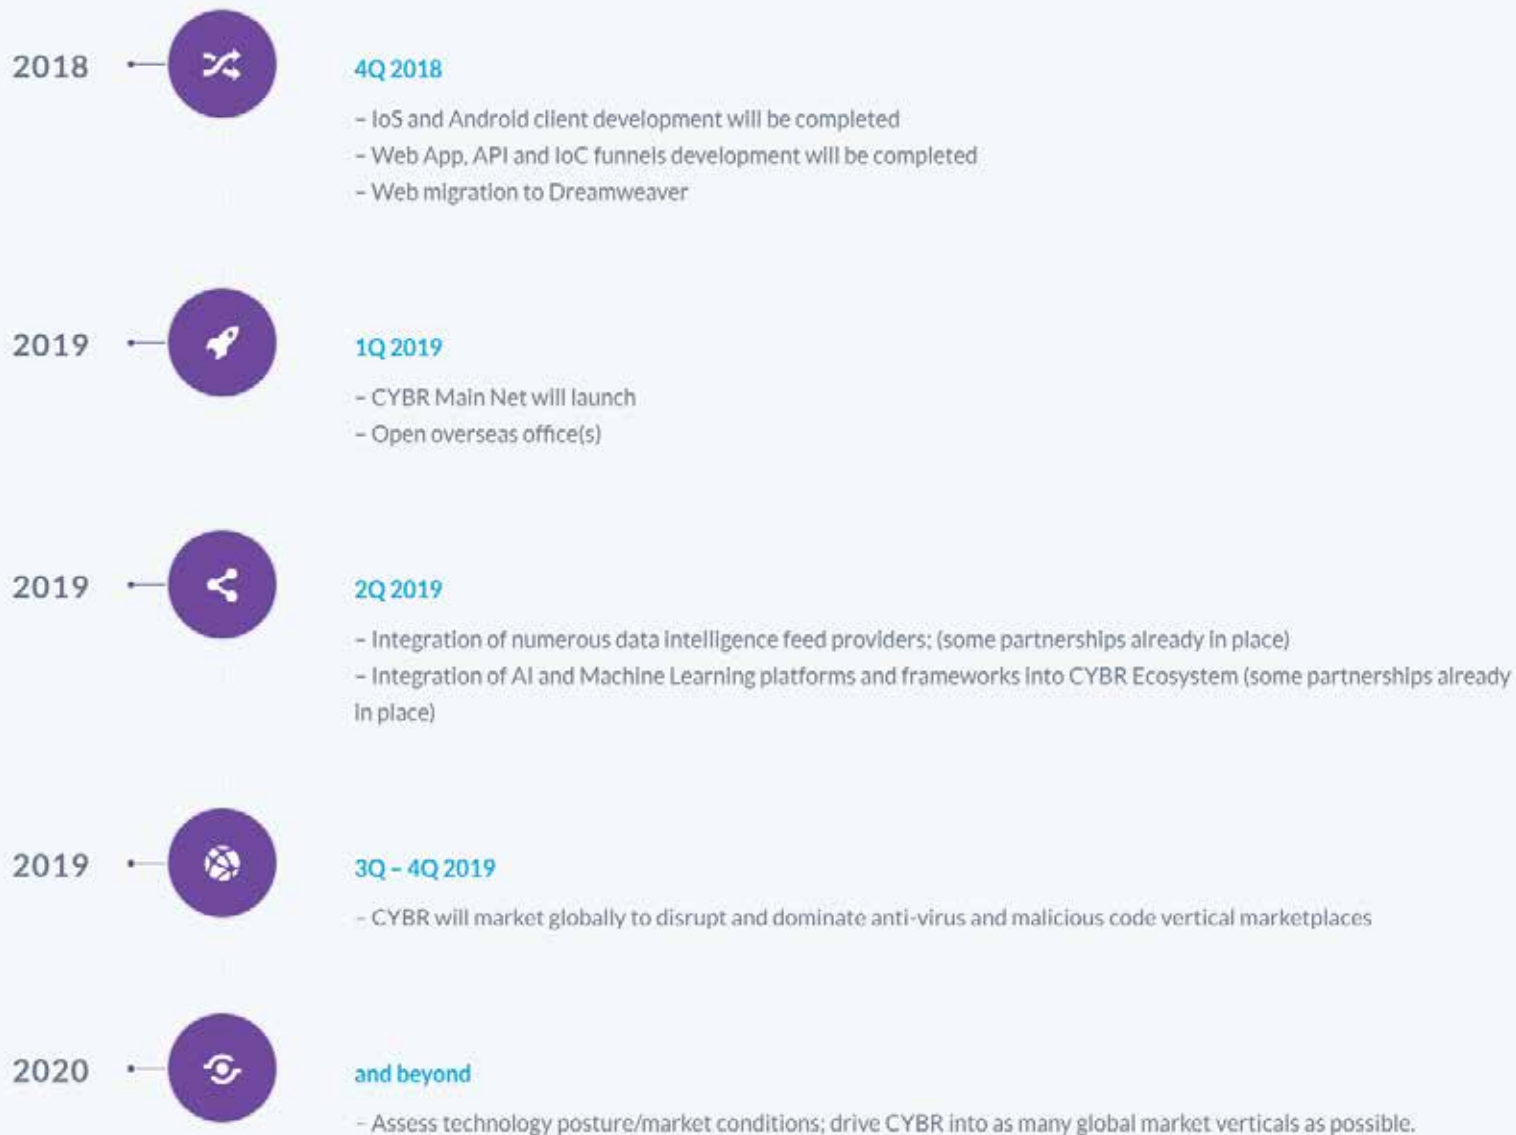 2018
4Q 2018
– IoS and Android client development will be completed
– Web App, API and IoC funnels development will be completed
– Web migration to Dreamweaver
2019
1Q 2019
– CYBR Main Net will launch
– Open overseas office(s)
2019
2Q 2019
– Integration of numerous data intelligence feed providers; (some partnerships already in place)
– Integration of AI and Machine Learning platforms and frameworks into CYBR Ecosystem (some partnerships already
in place)
2019
3Q – 4Q 2019
– CYBR will market globally to disrupt and dominate anti-virus and malicious code vertical marketplaces
2020
and beyond
– Assess technology posture/market conditions; drive CYBR into as many global market verticals as possible.